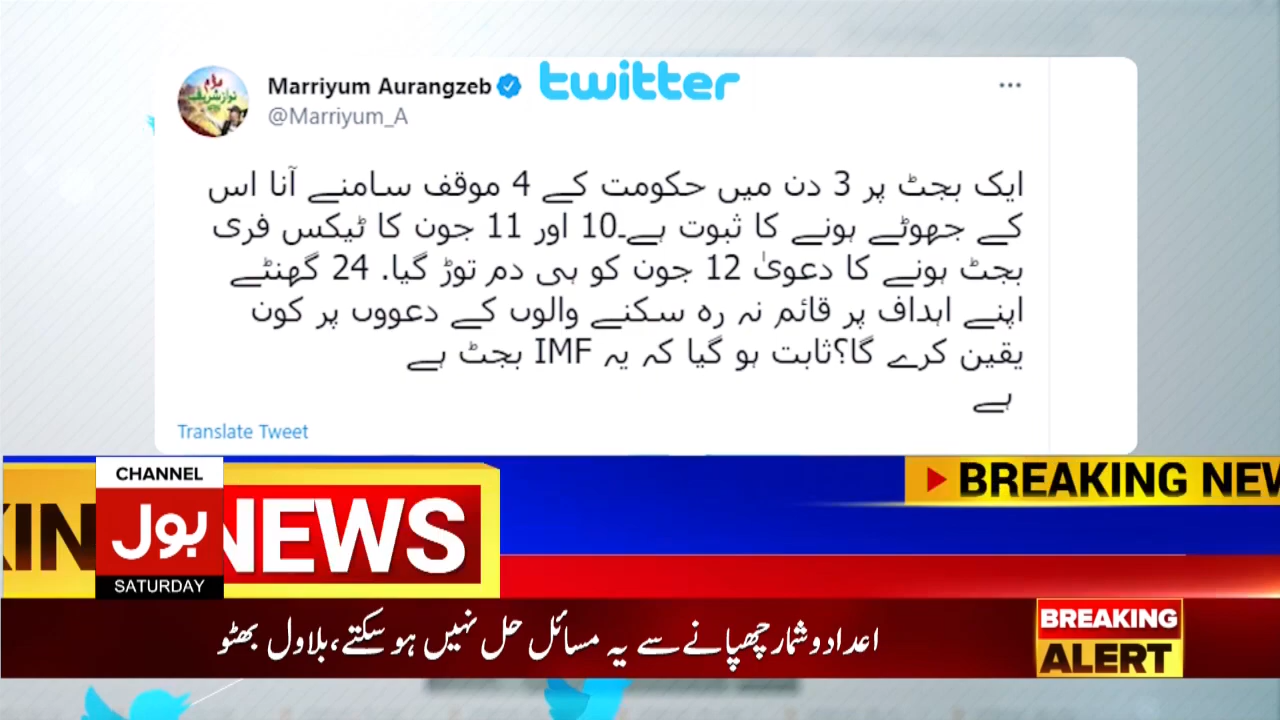 Marriyum Aurangzeb
twitter
@Marriyum_A
ایک بجٹ پر 3 دن میں حکومت کے 4 موقف سامنے آنا اس
کے جھوٹے ہونے کا ثبوت ہے۔10 اور 11 جون کا ٹیکس فری
بجٹ ہونے کا دعویٰ 12 جون کو ہی دم توڑ گیا. 24 گھنٹے
اپنے اہداف پر قائم نہ رہ سکنے والوں کے دعووں پر کون
یقین کرے گا؟ثابت ہو گیا کہ یہ IMF بجٹ ہے
ہے
Translate Tweet
CHANNEL
بول
SATURDAY
KIN
NEWS
BREAKING NEW
اعداد و شمار چھپانے سے یہ مسائل حل نہیں ہو سکتے، بلاول بھٹو
BREAKING
ALERT